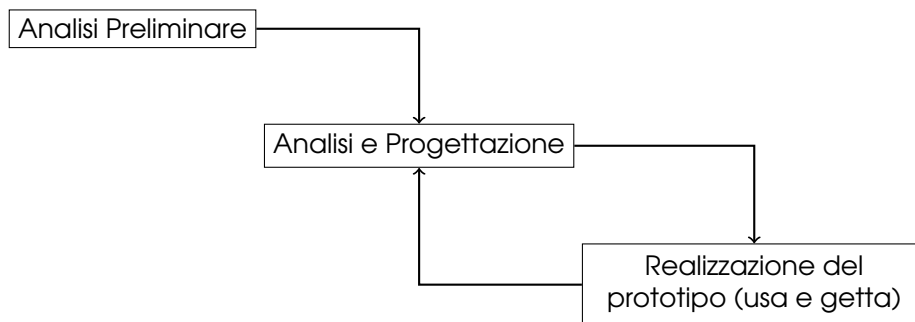 Analisi Preliminare
Analisi e Progettazione
Realizzazione del
prototipo (usa e getta)